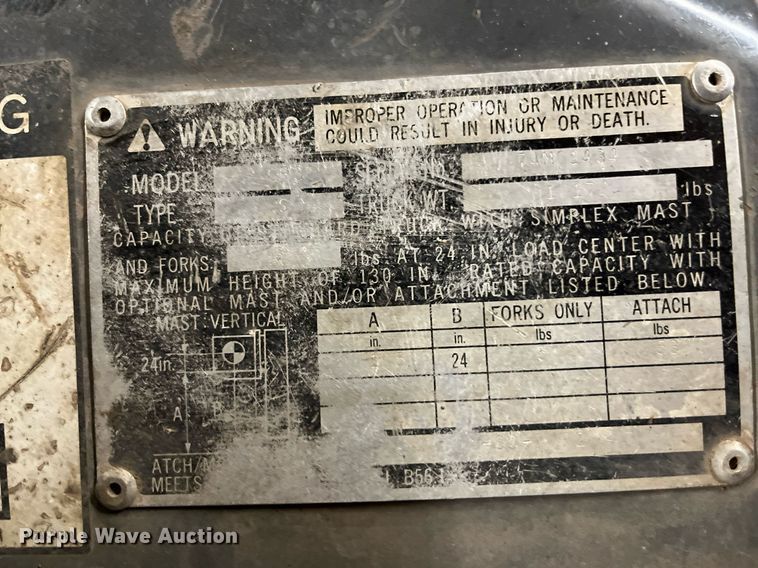 G
WARNING
IMPROPER OPERATION OR MAINTENANCE
COULD RESULT IN INJURY OR DEATH.
MODEL
TYPE
TRUCK WT.
lbs
CAPACITY TRUCK WITH SIMPLEX MAST
AND FORKS, lbs AT 24 IN. LOAD CENTER WITH
MAXIMUM HEIGHT OF 130 IN. RATED CAPACITY WITH
OPTIONAL MAST AND/OR ATTACHMENT LISTED BELOW
MAST: VERTICAL
24in.
A
B
A B FORKS ONLY ATTACH
in. in. lbs lbs
24
MEETS B56.1
Purple Wave Auction